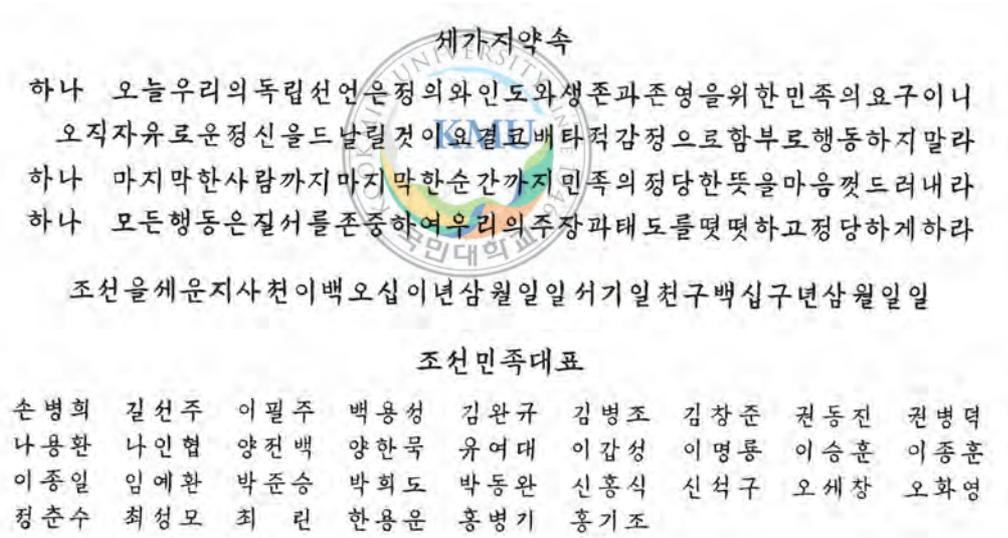 세가지약속
하나 오늘우리의독립선언은정의와인도와생존과존영을위한민족의요구이니
오직자유로운정신을드날릴것이요결코배타적감정으로함부로행동하지말라
하나 마지막한사람까지마지막한순간까지민족의정당한뜻을마음껏드러내라
하나 모든행동은질서를존중하여우리의주장과태도를떳떳하고정당하게하라
조선을세운지사천이백오십이년삼월일일서기일천구백십구년삼월일일
조선민족대표
손병희 길선주 이필주 백용성 김완규 김병조 김창준 권동진 권병덕
나용환 나인협 양전백 양한묵 유여대 이갑성 이명룡 이승훈 이종훈
이종일 임예환 박준승 박희도 박동완 신홍식 신석구 오세창 오화영
정춘수 최성모 최린 한용운 홍병기 홍기조
KOOKMIN UNIVERSITY
KMU
국민대학교